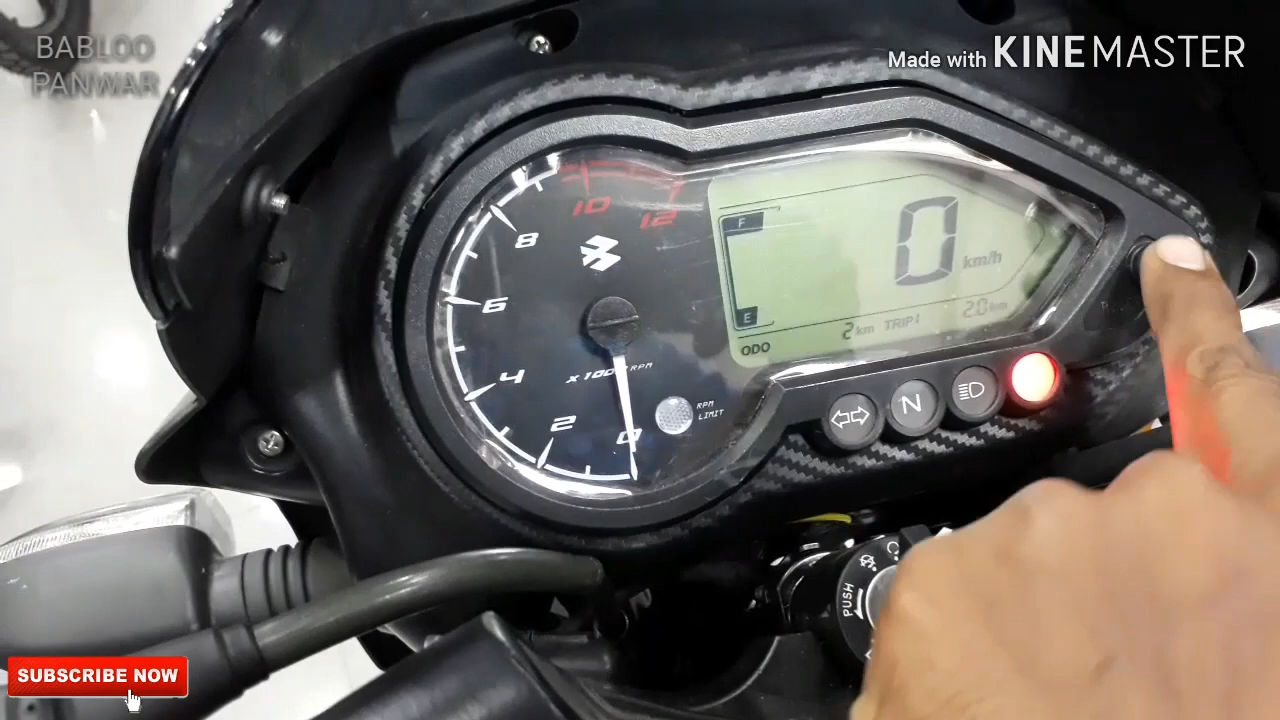 BABLOO
PANWAR
Made with KINEMASTER
10
12
8
6
4
2
0
X 1000 RPM
RPM
LIMIT
F
E
0
km/h
ODO
2 km TRIP1 2.0 km
N
PUSH
SUBSCRIBE NOW